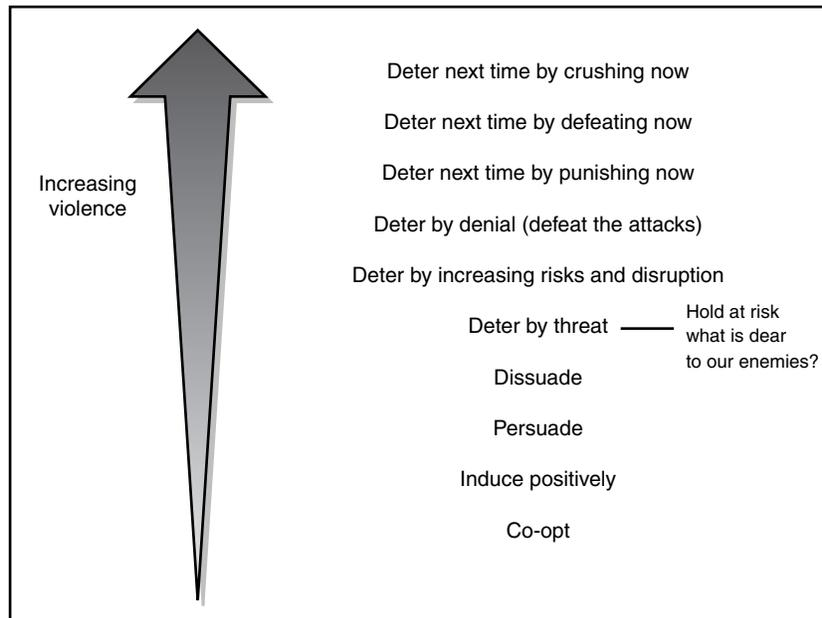 Deter next time by crushing now
Deter next time by defeating now
Deter next time by punishing now
Increasing
violence
Deter by denial (defeat the attacks)
Deter by increasing risks and disruption
Deter by threat
Hold at risk
what is dear
to our enemies?
Dissuade
Persuade
Induce positively
Co-opt